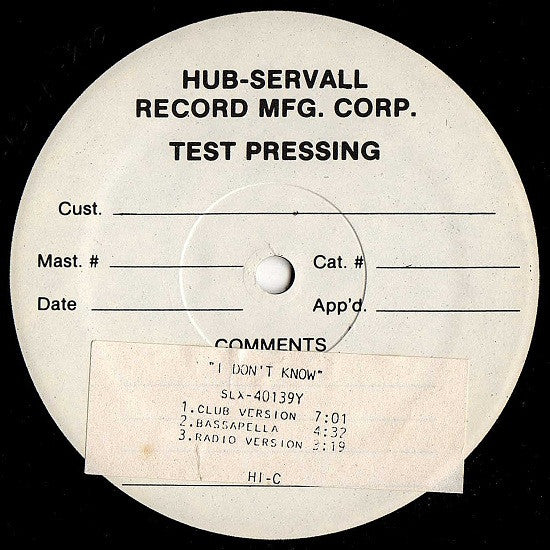 HUB-SERVALL
RECORD MFG. CORP.
TEST PRESSING
Cust.
Mast. # Cat. #
Date App'd.
COMMENTS
"I DON'T KNOW"
SLX-40139Y
1.CLUB VERSION 7:01
2.BASSAPELLA 4:32
3.RADIO VERSION 3:19
HI-C